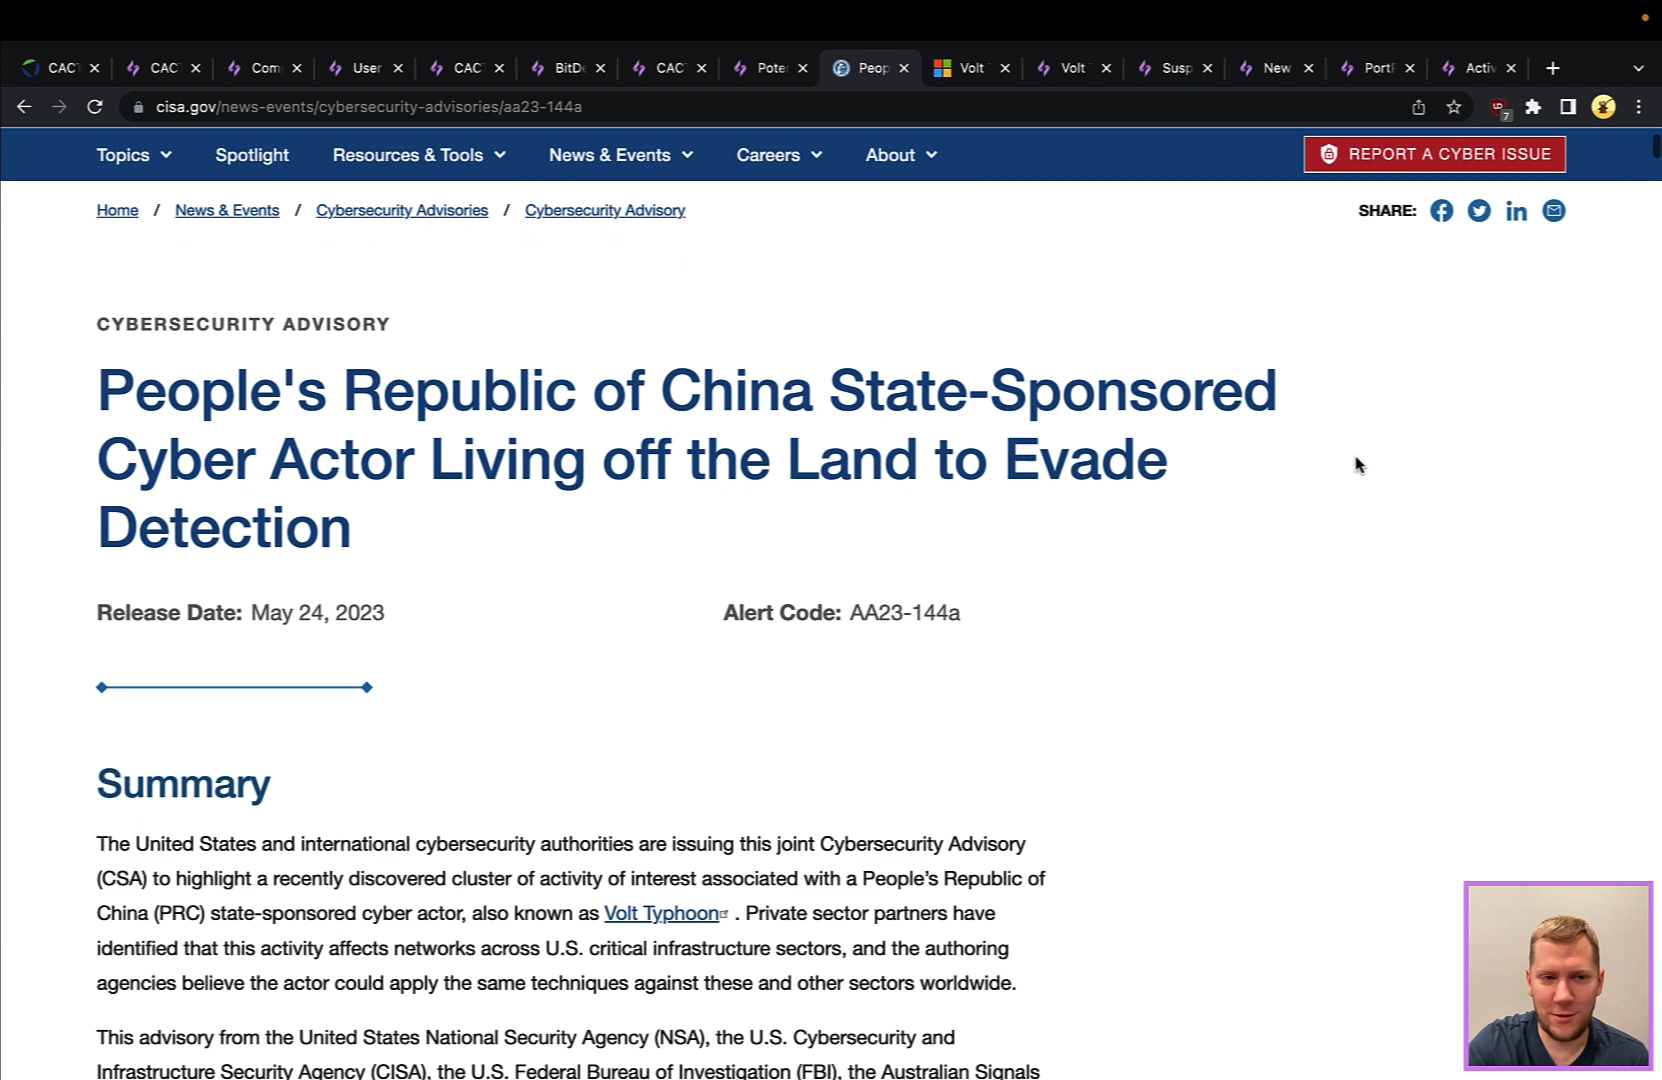 CAC
CAC
Com
User
CAC
BitD
CAC
Pote
Peop
Volt
Volt
Susp
New
PortF
Activ
cisa.gov/news-events/cybersecurity-advisories/aa23-144a
7
Topics
Spotlight
Resources & Tools
News & Events
Careers
About
REPORT A CYBER ISSUE
Home / News & Events / Cybersecurity Advisories / Cybersecurity Advisory
SHARE:
CYBERSECURITY ADVISORY
People's Republic of China State-Sponsored
Cyber Actor Living off the Land to Evade
Detection
Release Date: May 24, 2023
Alert Code: AA23-144a
Summary
The United States and international cybersecurity authorities are issuing this joint Cybersecurity Advisory
(CSA) to highlight a recently discovered cluster of activity of interest associated with a People’s Republic of
China (PRC) state-sponsored cyber actor, also known as Volt Typhoon . Private sector partners have
identified that this activity affects networks across U.S. critical infrastructure sectors, and the authoring
agencies believe the actor could apply the same techniques against these and other sectors worldwide.
This advisory from the United States National Security Agency (NSA), the U.S. Cybersecurity and
Infrastructure Security Agency (CISA), the U.S. Federal Bureau of Investigation (FBI), the Australian Signals